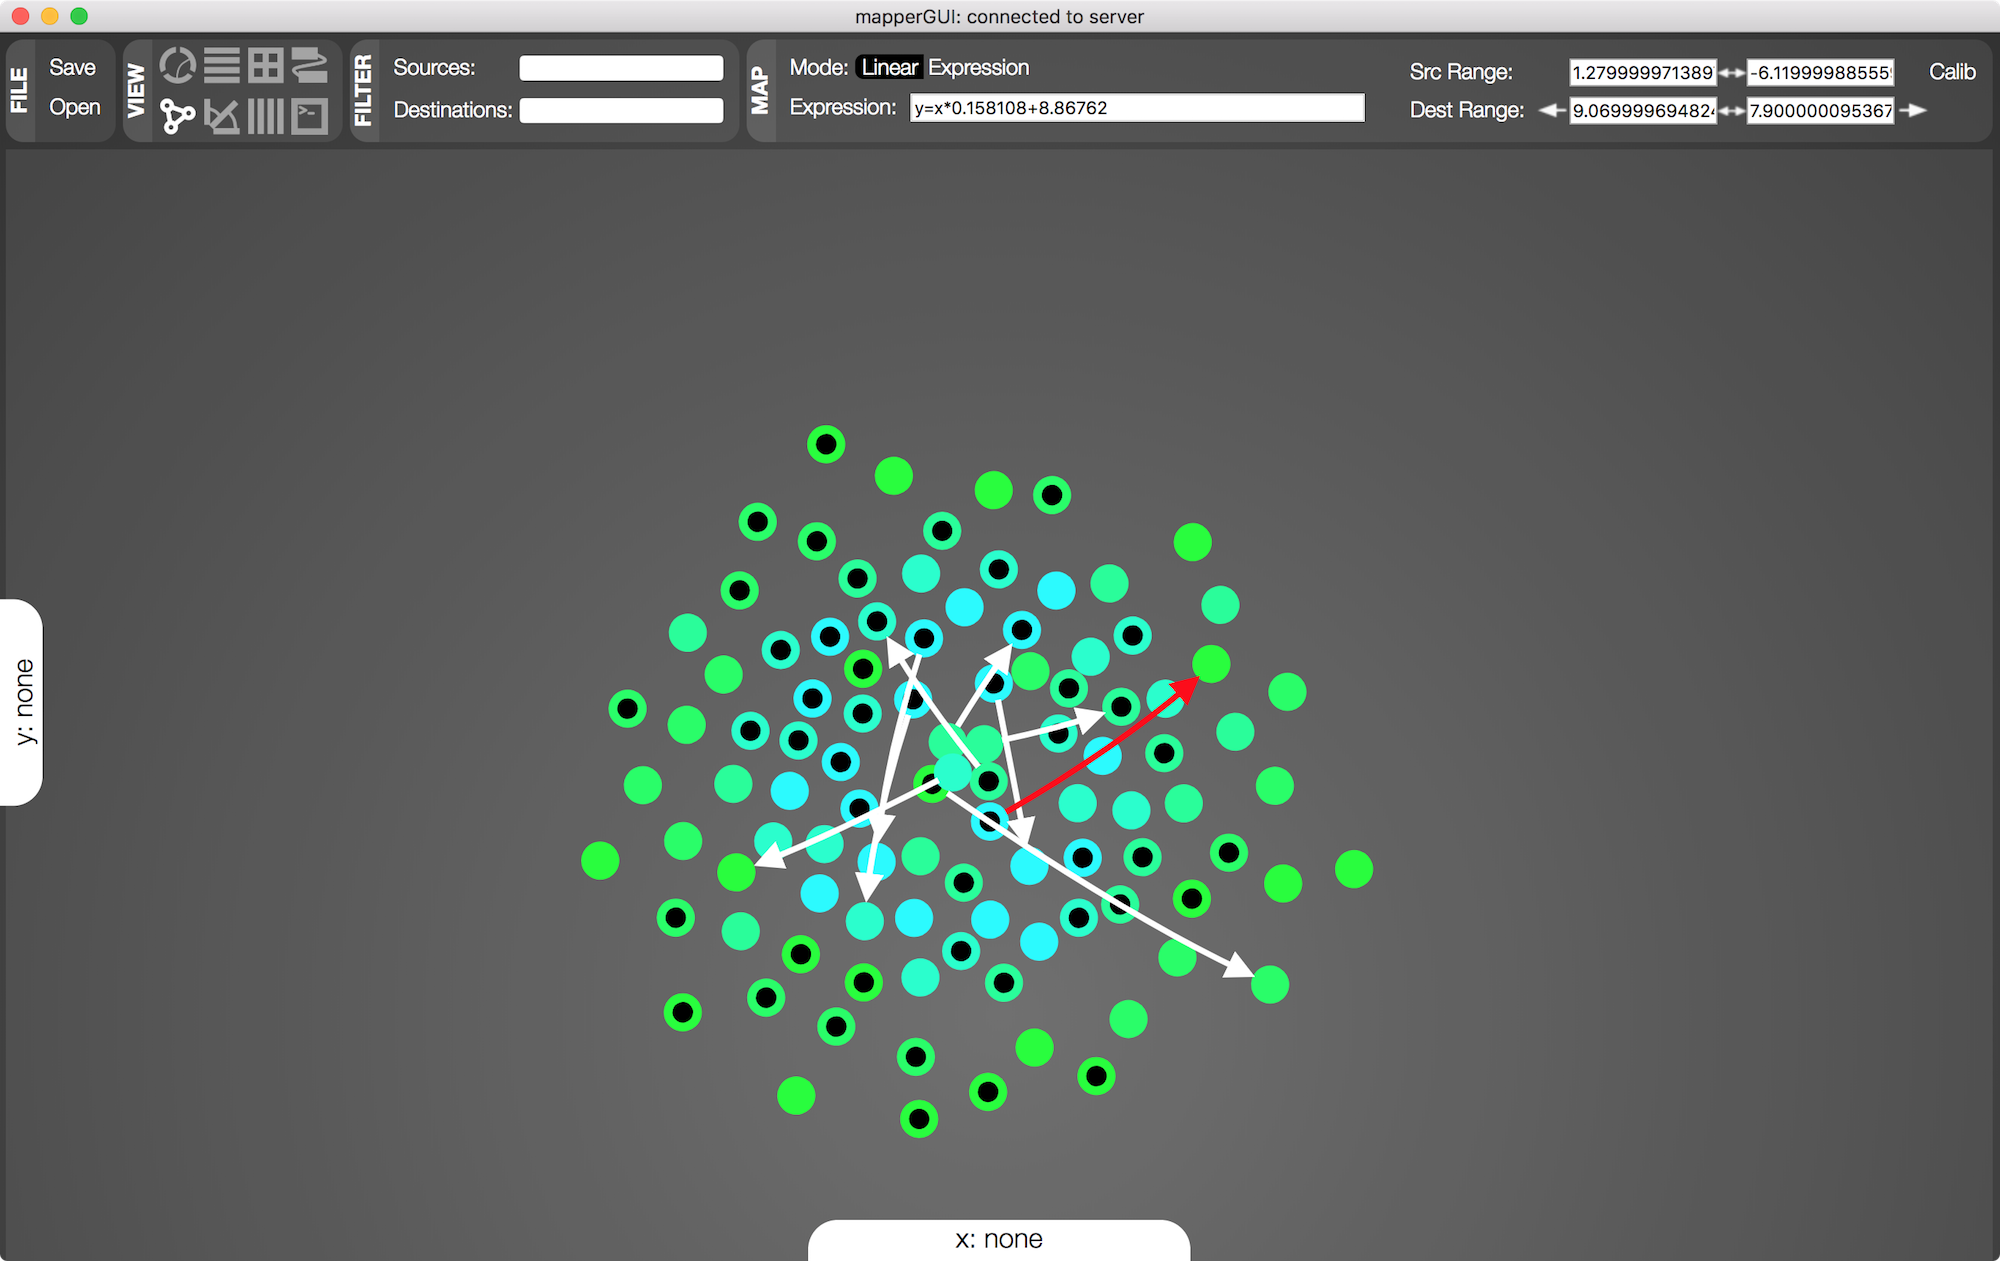 mapperGUI: connected to server
FILE
Save
Open
VIEW
FILTER
Sources:
Destinations:
MAP
Mode: Linear Expression
Expression: y=x*0.158108+8.86762
Src Range: 1.279999971389 -6.11999988555
Calib
Dest Range: 9.06999969482 7.900000095367
y: none
x: none